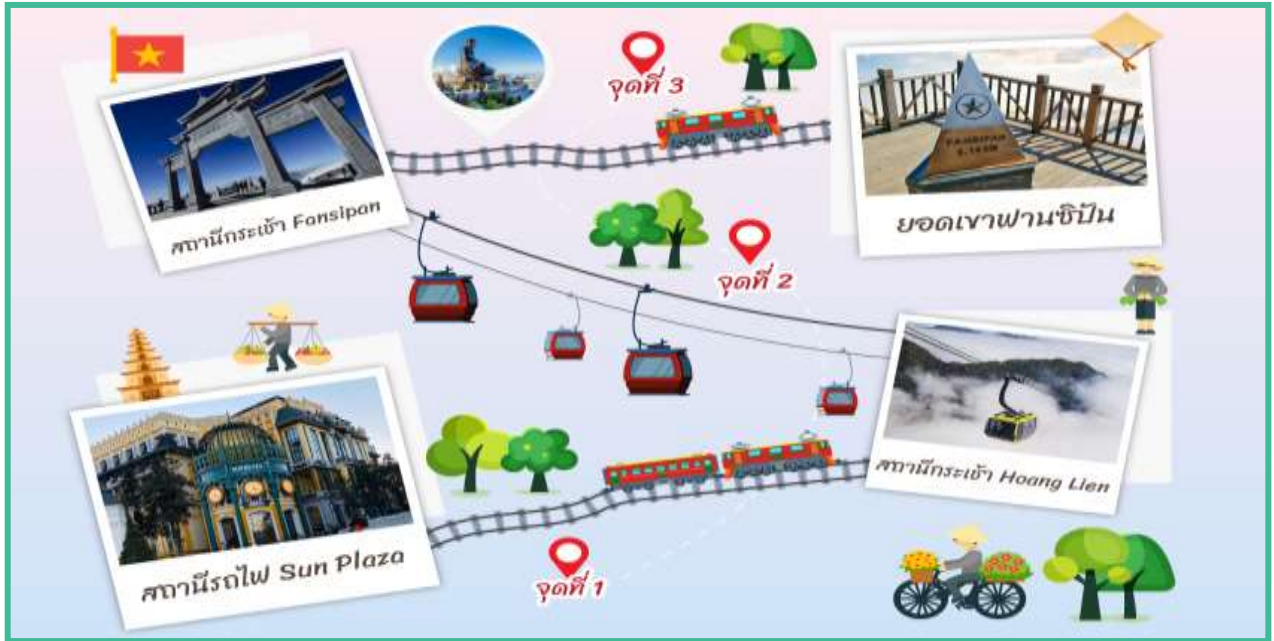 จุดที่ 3
สถานีกระเช้า Fansipan
FANSIPAN
3.143M
ยอดเขาฟานซิปัน
จุดที่ 2
สถานีกระเช้า Hoang Lien
สถานีรถไฟ Sun Plaza
จุดที่ 1